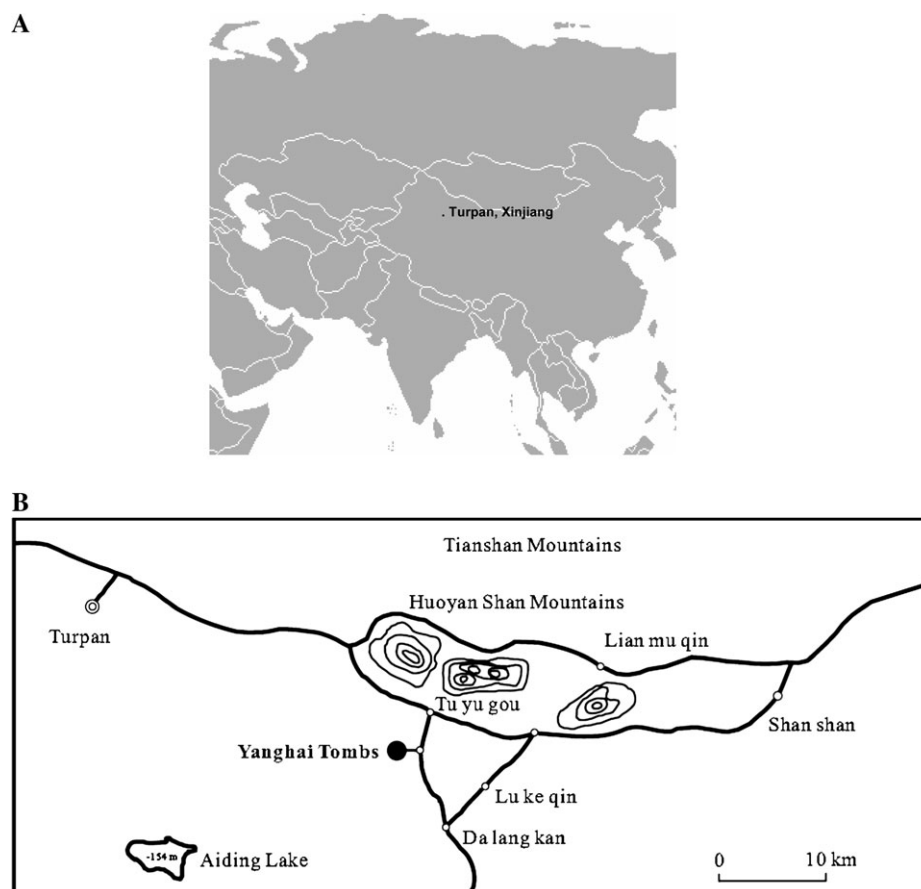 A
. Turpan, Xinjiang
B
Tianshan Mountains
Huoyan Shan Mountains
Turpan
Lian mu qin
Tu yu gou
Shan shan
Yanghai Tombs
Lu ke qin
Da lang kan
-154 m
Aiding Lake
0 10 km